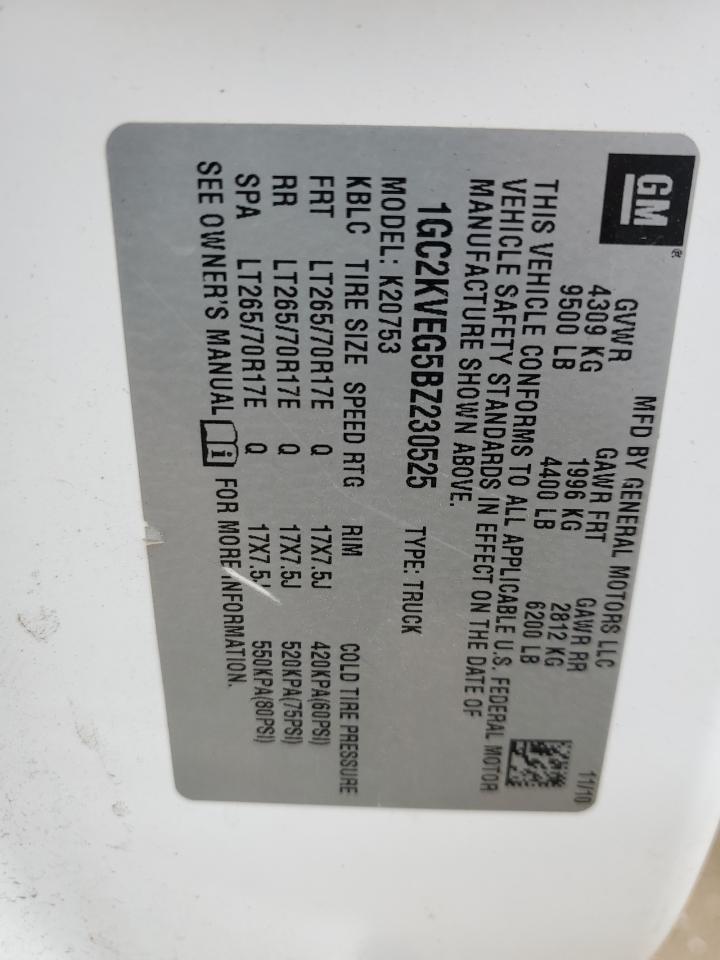 GM®
MFD BY GENERAL MOTORS LLC 11/10
GVWR GAWR FRT GAWR RR
4309 KG 1996 KG 2812 KG
9500 LB 4400 LB 6200 LB
THIS VEHICLE CONFORMS TO ALL APPLICABLE U.S. FEDERAL MOTOR
VEHICLE SAFETY STANDARDS IN EFFECT ON THE DATE OF
MANUFACTURE SHOWN ABOVE.
1GC2KVEG5BZ230525 TYPE: TRUCK
MODEL: K20753
KBLC TIRE SIZE SPEED RTG RIM COLD TIRE PRESSURE
FRT LT265/70R17E Q 17X7.5J 420KPA(60PSI)
RR LT265/70R17E Q 17X7.5J 520KPA(75PSI)
SPA LT265/70R17E Q 17X7.5J 550KPA(80PSI)
SEE OWNER'S MANUAL i FOR MORE INFORMATION.